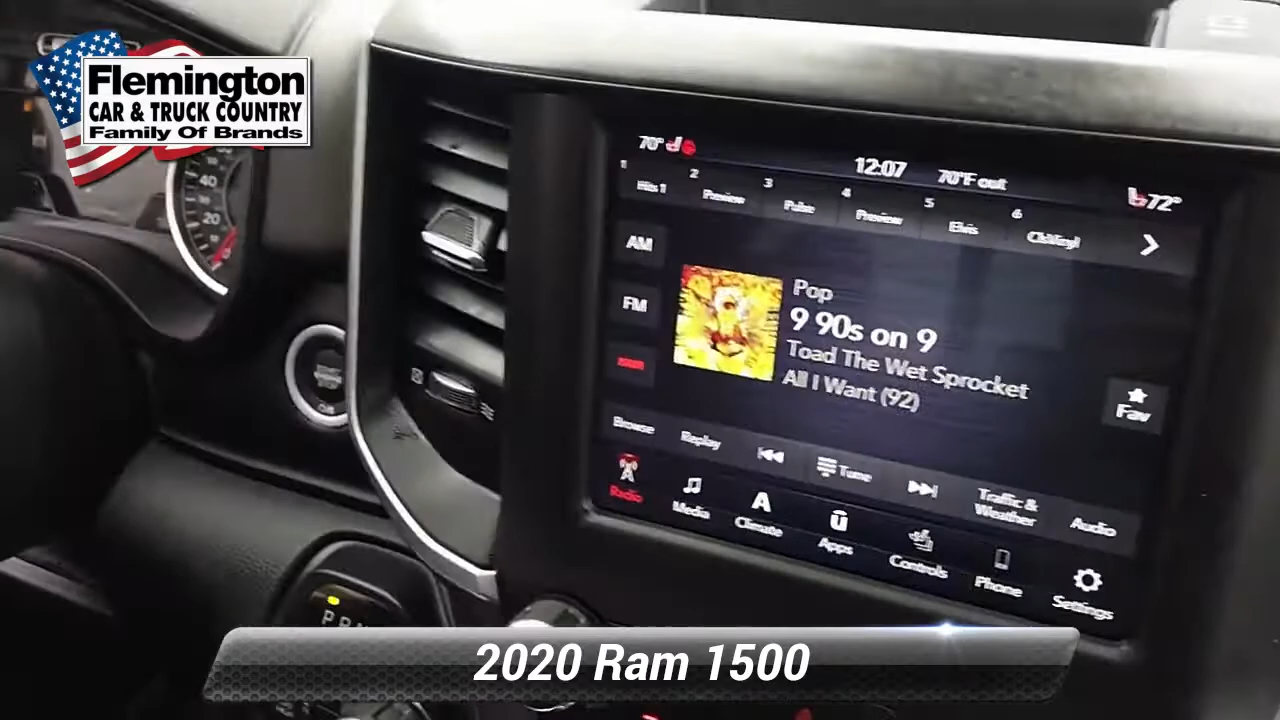 Flemington
CAR & TRUCK COUNTRY
Family Of Brands
40
20
70°
12:07
70°F out
72°
1
2
3
4
5
6
Hits 1
Preview
Pulse
Preview
Elvis
AM
FM
Pop
9 90s on 9
Toad The Wet Sprocket
All I Want (92)
Fav
Browse
Replay
Tune
Traffic &
Weather
Audio
Radio
Media
Climate
Apps
Controls
Phone
Settings
P R N
2020 Ram 1500